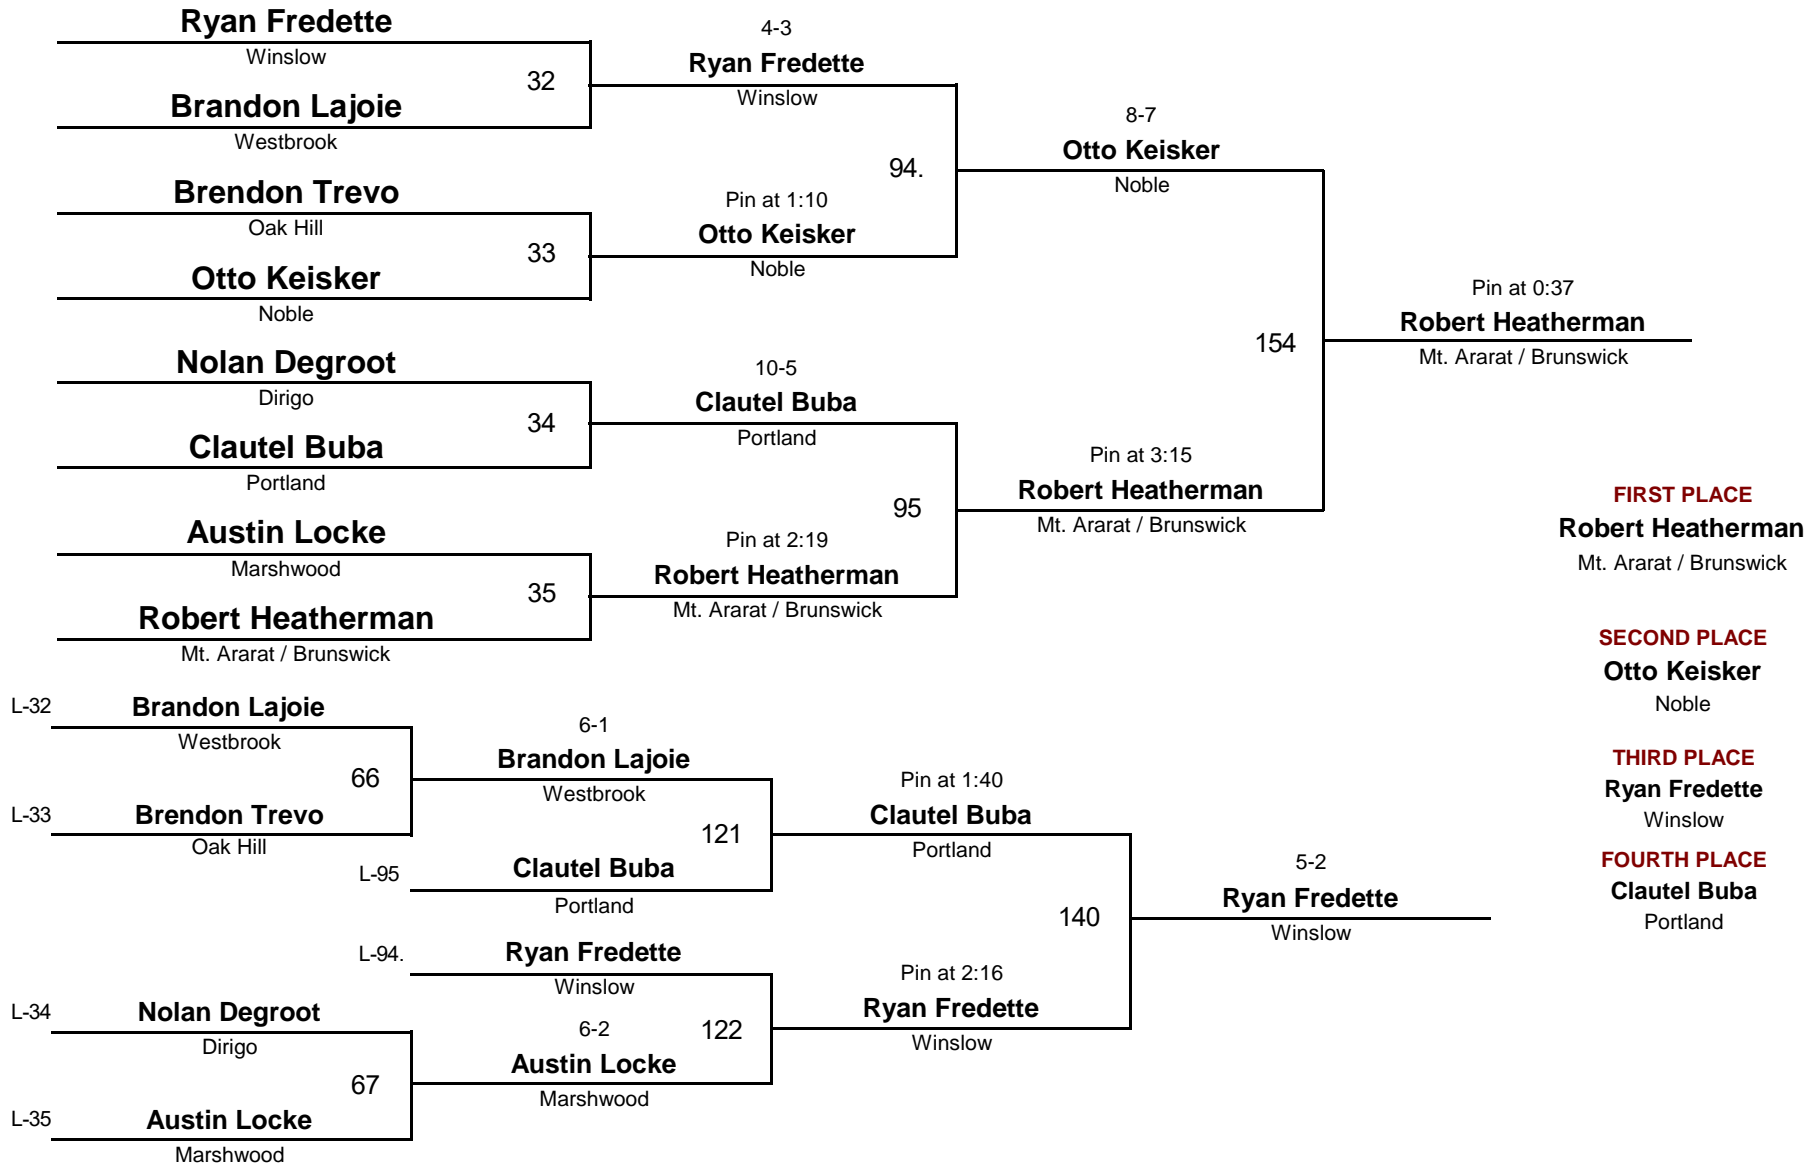 Ryan Fredette
Winslow
32
Brandon Lajoie
Westbrook
4-3
Ryan Fredette
Winslow
Brendon Trevo
Oak Hill
33
Otto Keisker
Noble
Pin at 1:10
Otto Keisker
Noble
94.
8-7
Otto Keisker
Noble
Nolan Degroot
Dirigo
34
Clautel Buba
Portland
10-5
Clautel Buba
Portland
Austin Locke
Marshwood
35
Robert Heatherman
Mt. Ararat / Brunswick
Pin at 2:19
Robert Heatherman
Mt. Ararat / Brunswick
95
Pin at 3:15
Robert Heatherman
Mt. Ararat / Brunswick
154
Pin at 0:37
Robert Heatherman
Mt. Ararat / Brunswick
FIRST PLACE
Robert Heatherman
Mt. Ararat / Brunswick
SECOND PLACE
Otto Keisker
Noble
THIRD PLACE
Ryan Fredette
Winslow
FOURTH PLACE
Clautel Buba
Portland
L-32
Brandon Lajoie
Westbrook
66
L-33
Brendon Trevo
Oak Hill
6-1
Brandon Lajoie
Westbrook
121
L-95
Clautel Buba
Portland
Pin at 1:40
Clautel Buba
Portland
L-94.
Ryan Fredette
Winslow
L-34
Nolan Degroot
Dirigo
67
L-35
Austin Locke
Marshwood
6-2
Austin Locke
Marshwood
122
Pin at 2:16
Ryan Fredette
Winslow
140
5-2
Ryan Fredette
Winslow